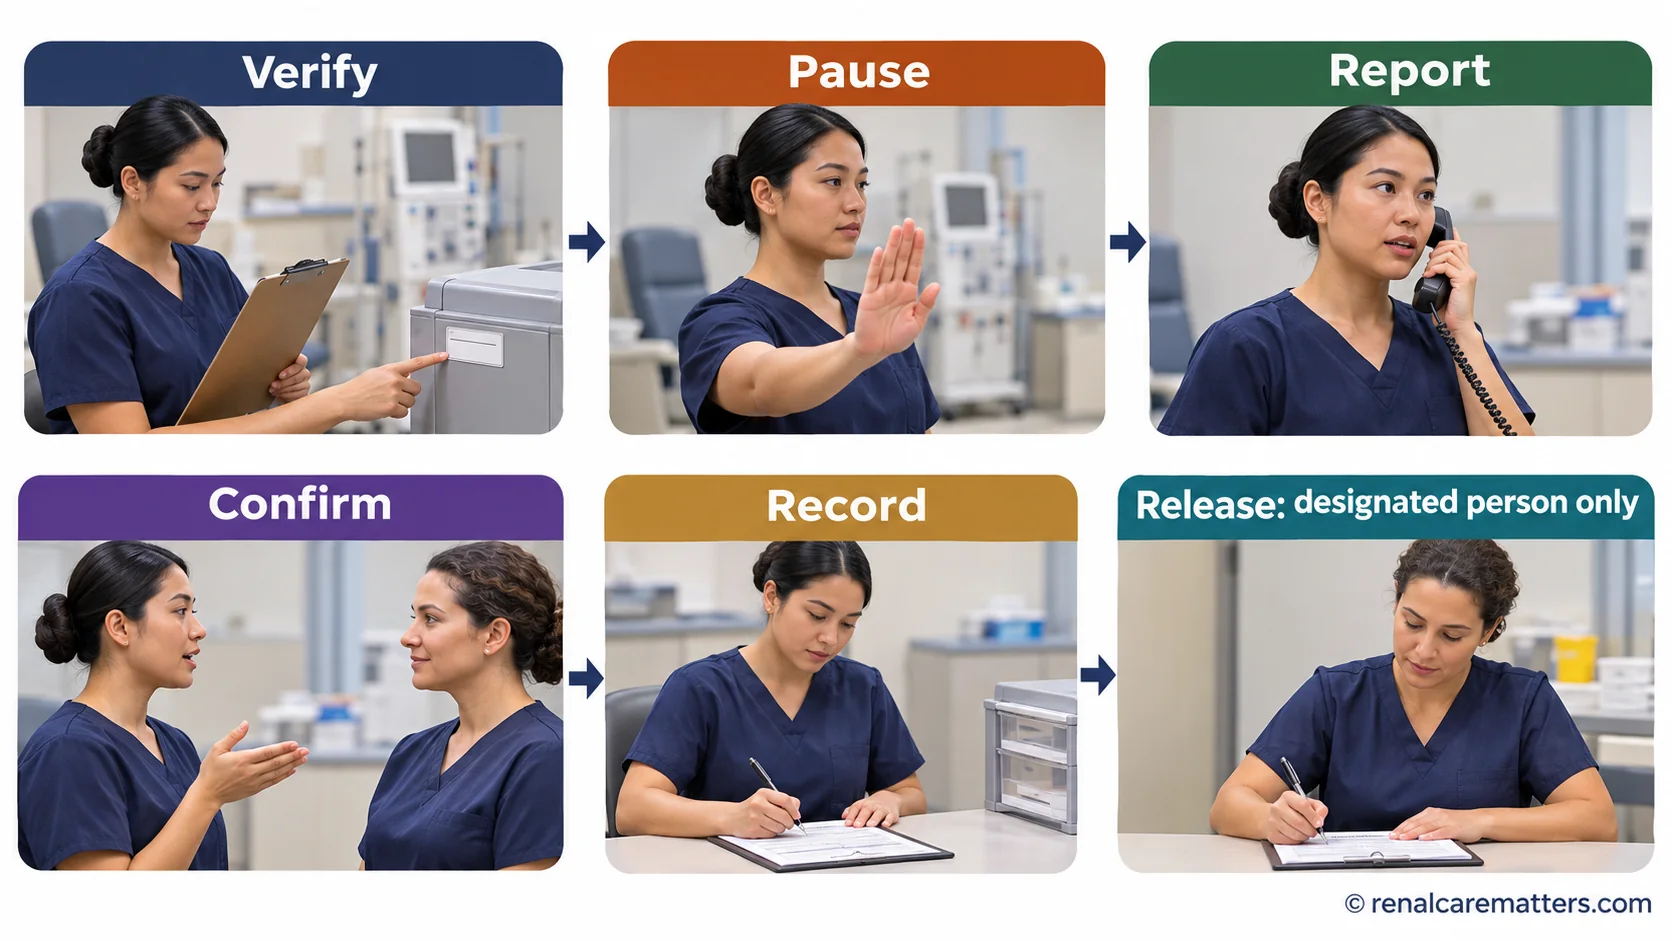 Verify
Pause
Report
Confirm
Record
Release: designated person only
© renalcarematters.com